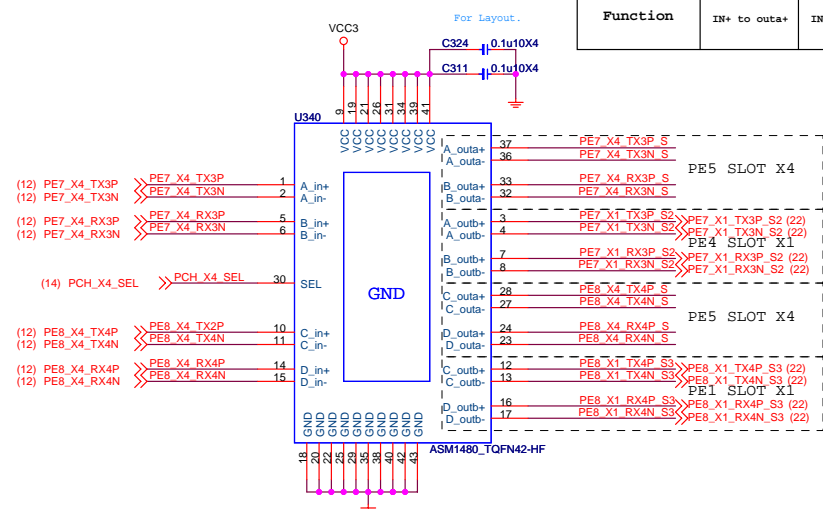 For Layout.
Function
IN+ to outa+
IN
VCC3
C324
0.1u10X4
C311
0.1u10X4
U340
9
19
21
26
31
34
39
41
VCC
VCC
VCC
VCC
VCC
VCC
VCC
VCC
(12) PE7_X4_TX3P
PE7_X4_TX3P
1
A_in+
(12) PE7_X4_TX3N
PE7_X4_TX3N
2
A_in-
(12) PE7_X4_RX3P
PE7_X4_RX3P
5
B_in+
(12) PE7_X4_RX3N
PE7_X4_RX3N
6
B_in-
(14) PCH_X4_SEL
PCH_X4_SEL
30
SEL
(12) PE8_X4_TX4P
PE8_X4_TX2P
10
C_in+
(12) PE8_X4_TX4N
PE8_X4_TX4N
11
C_in-
(12) PE8_X4_RX4P
PE8_X4_RX4P
14
D_in+
(12) PE8_X4_RX4N
PE8_X4_RX4N
15
D_in-
GND
A_outa+
37
PE7_X4_TX3P_S
A_outa-
36
PE7_X4_TX3N_S
PE5 SLOT X4
B_outa+
33
PE7_X4_RX3P_S
B_outa-
32
PE7_X4_RX3N_S
A_outb+
3
PE7_X1_TX3P_S2
PE7_X1_TX3P_S2 (22)
A_outb-
4
PE7_X1_TX3N_S2
PE7_X1_TX3N_S2 (22)
PE4 SLOT X1
B_outb+
7
PE7_X1_RX3P_S2
PE7_X1_RX3P_S2 (22)
B_outb-
8
PE7_X1_RX3N_S2
PE7_X1_RX3N_S2 (22)
C_outa+
28
PE8_X4_TX4P_S
C_outa-
27
PE8_X4_TX4N_S
PE5 SLOT X4
D_outa+
24
PE8_X4_RX4P_S
D_outa-
23
PE8_X4_RX4N_S
C_outb+
12
PE8_X1_TX4P_S3
PE8_X1_TX4P_S3 (22)
C_outb-
13
PE8_X1_TX4N_S3
PE8_X1_TX4N_S3 (22)
PE1 SLOT X1
D_outb+
16
PE8_X1_RX4P_S3
PE8_X1_RX4P_S3 (22)
D_outb-
17
PE8_X1_RX4N_S3
PE8_X1_RX4N_S3 (22)
GND
GND
GND
GND
GND
GND
GND
GND
GND
GND
18
20
22
25
29
35
38
40
42
43
ASM1480_TQFN42-HF